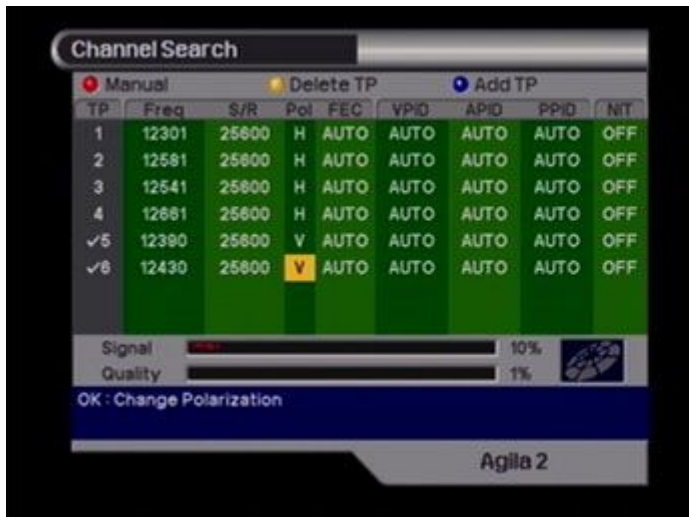 Channel Search
Manual Delete TP Add TP
TP Freq S/R Pol FEC VPID APID PPID NIT
1 12301 25600 H AUTO AUTO AUTO AUTO OFF
2 12581 25600 H AUTO AUTO AUTO AUTO OFF
3 12541 25600 H AUTO AUTO AUTO AUTO OFF
4 12661 25600 H AUTO AUTO AUTO AUTO OFF
✓5 12390 25600 V AUTO AUTO AUTO AUTO OFF
✓6 12430 25600 V AUTO AUTO AUTO AUTO OFF
Signal 10%
Quality 1%
OK : Change Polarization
Agila 2